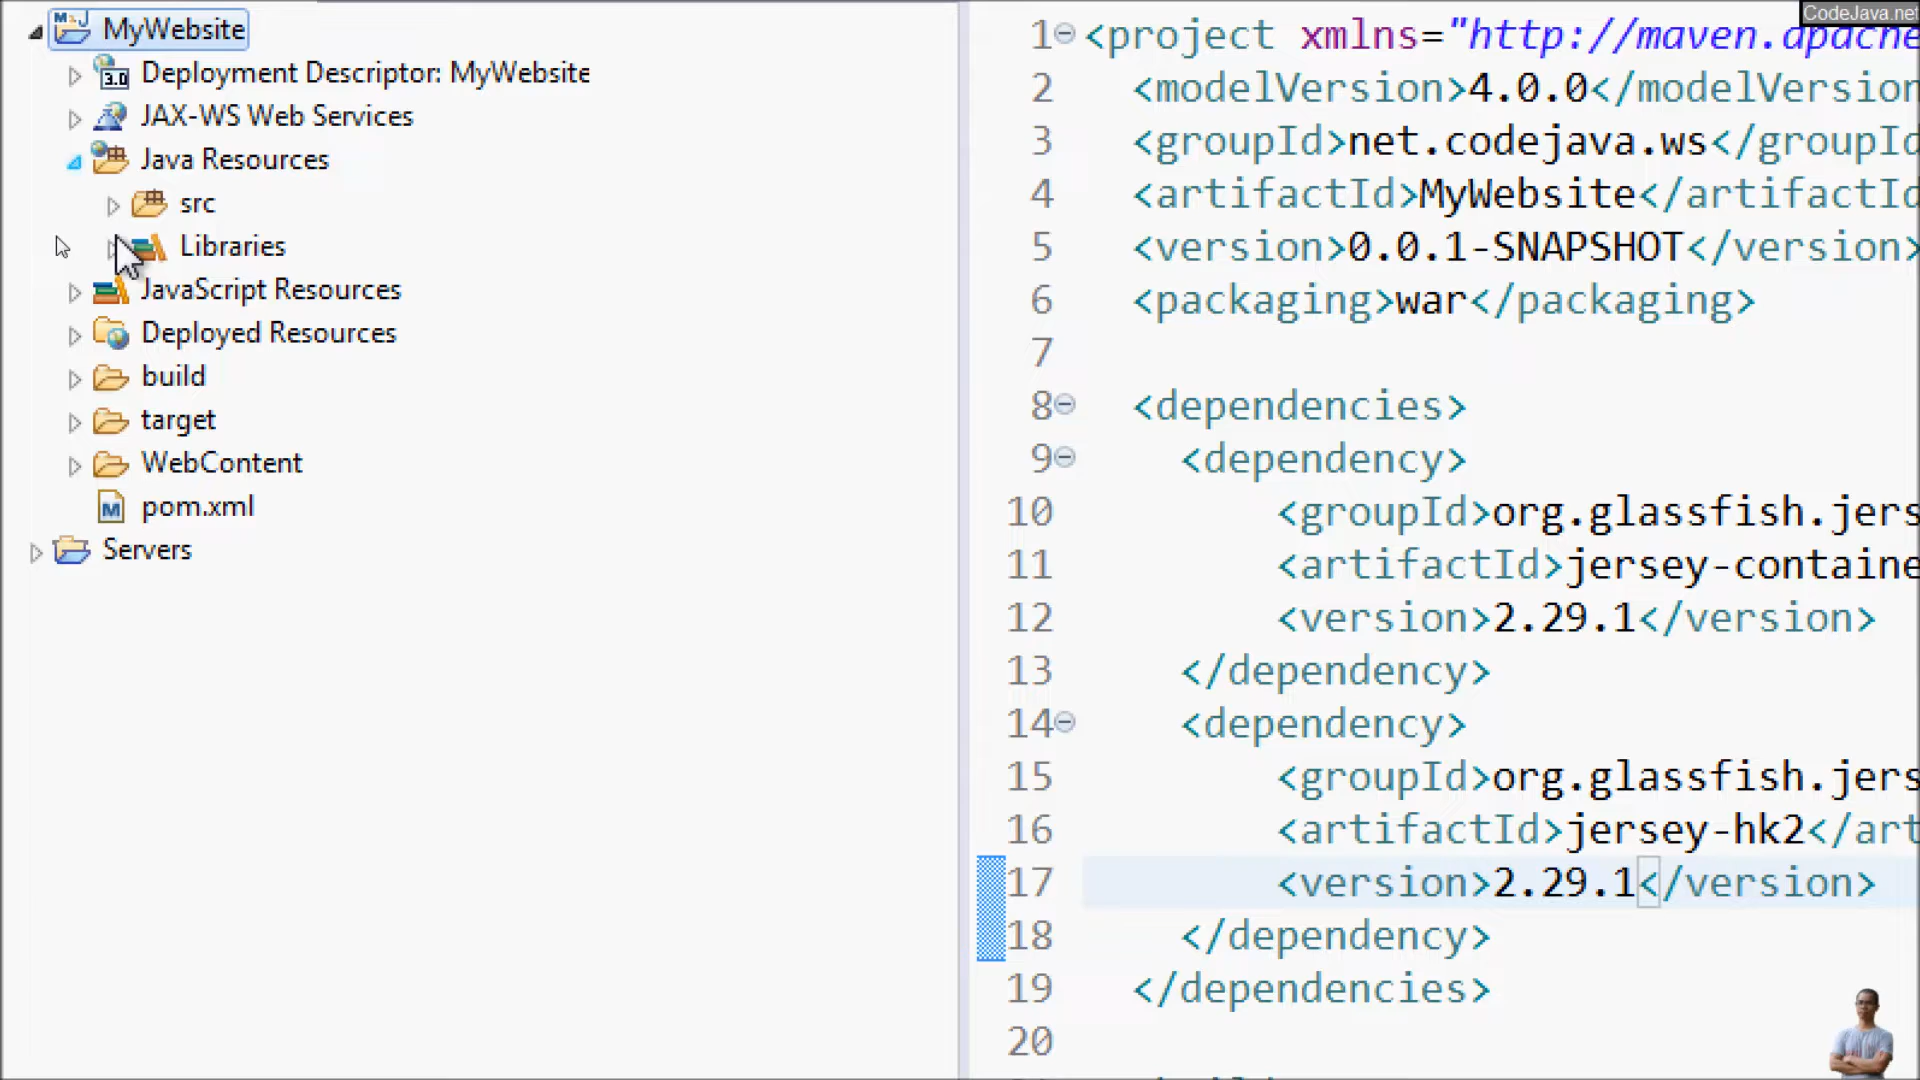 MyWebsite
3.0 Deployment Descriptor: MyWebsite
JAX-WS Web Services
Java Resources
src
Libraries
JavaScript Resources
Deployed Resources
build
target
WebContent
pom.xml
Servers
CodeJava.net
1 <project xmlns="http://maven.apache
2 <modelVersion>4.0.0</modelVersion
3 <groupId>net.codejava.ws</groupId
4 <artifactId>MyWebsite</artifactId
5 <version>0.0.1-SNAPSHOT</version>
6 <packaging>war</packaging>
7
8 <dependencies>
9 <dependency>
10 <groupId>org.glassfish.jers
11 <artifactId>jersey-containe
12 <version>2.29.1</version>
13 </dependency>
14 <dependency>
15 <groupId>org.glassfish.jers
16 <artifactId>jersey-hk2</art
17 <version>2.29.1</version>
18 </dependency>
19 </dependencies>
20